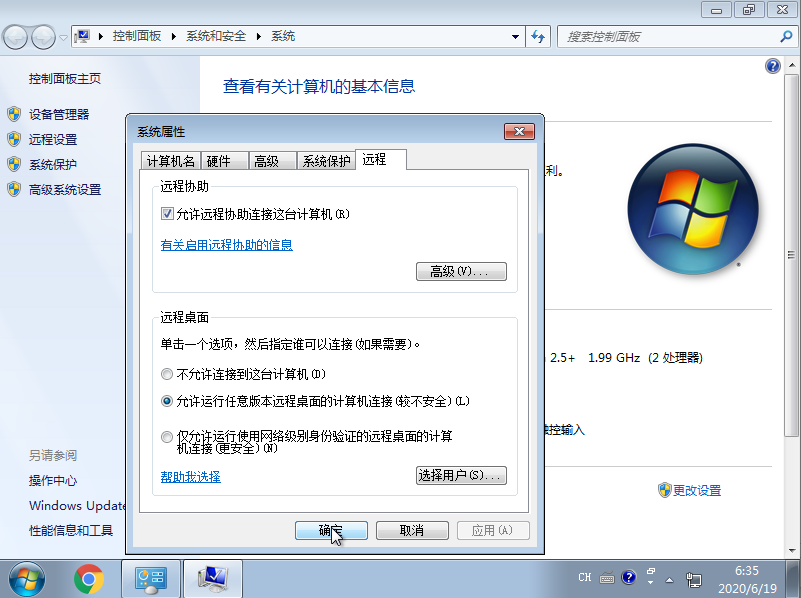 控制面板 系统和安全 系统
搜索控制面板
控制面板主页
设备管理器
远程设置
系统保护
高级系统设置
另请参阅
操作中心
Windows Update
性能信息和工具
查看有关计算机的基本信息
利。
2.5+ 1.99 GHz (2 处理器)
控输入
更改设置
系统属性
计算机名 硬件 高级 系统保护 远程
远程协助
允许远程协助连接这台计算机(R)
有关启用远程协助的信息
高级(V)...
远程桌面
单击一个选项，然后指定谁可以连接(如果需要)。
不允许连接到这台计算机(D)
允许运行任意版本远程桌面的计算机连接(较不安全)(L)
仅允许运行使用网络级别身份验证的远程桌面的计算
机连接(更安全)(N)
帮助我选择
选择用户(S)...
确定 取消 应用(A)
CH
6:35
2020/6/19